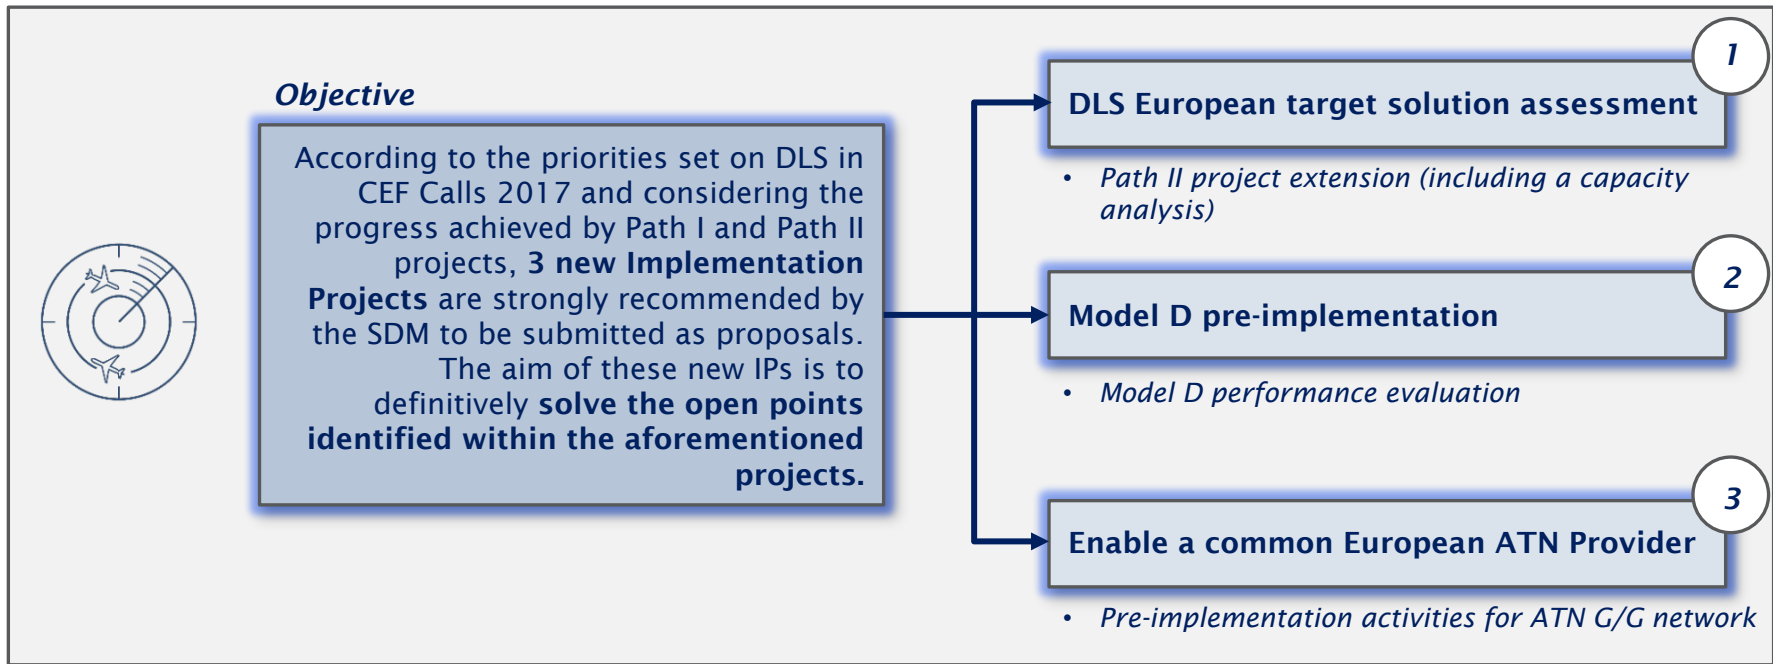 Objective
According to the priorities set on DLS in
CEF Calls 2017 and considering the
progress achieved by Path I and Path II
projects, 3 new Implementation
Projects are strongly recommended by
the SDM to be submitted as proposals.
The aim of these new IPs is to
definitively solve the open points
identified within the aforementioned
projects.
1
DLS European target solution assessment
• Path II project extension (including a capacity
analysis)
2
Model D pre-implementation
• Model D performance evaluation
3
Enable a common European ATN Provider
• Pre-implementation activities for ATN G/G network